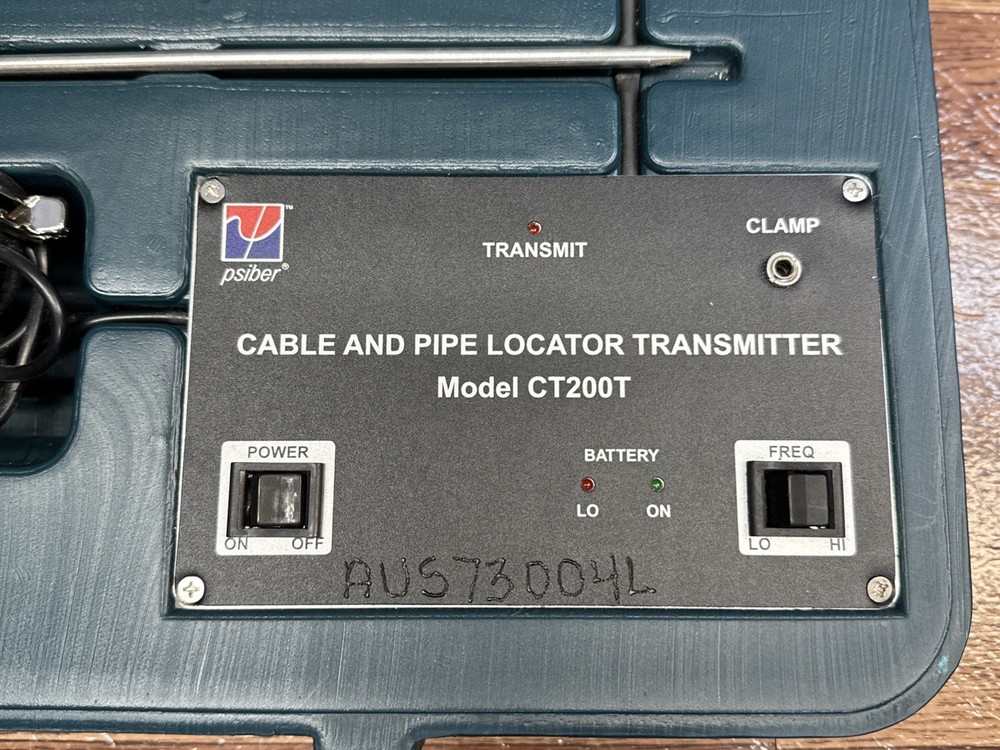 TRANSMIT
CLAMP
psiber®
™
CABLE AND PIPE LOCATOR TRANSMITTER
Model CT200T
POWER
ON OFF
BATTERY
LO ON
FREQ
LO HI
AUS73004L